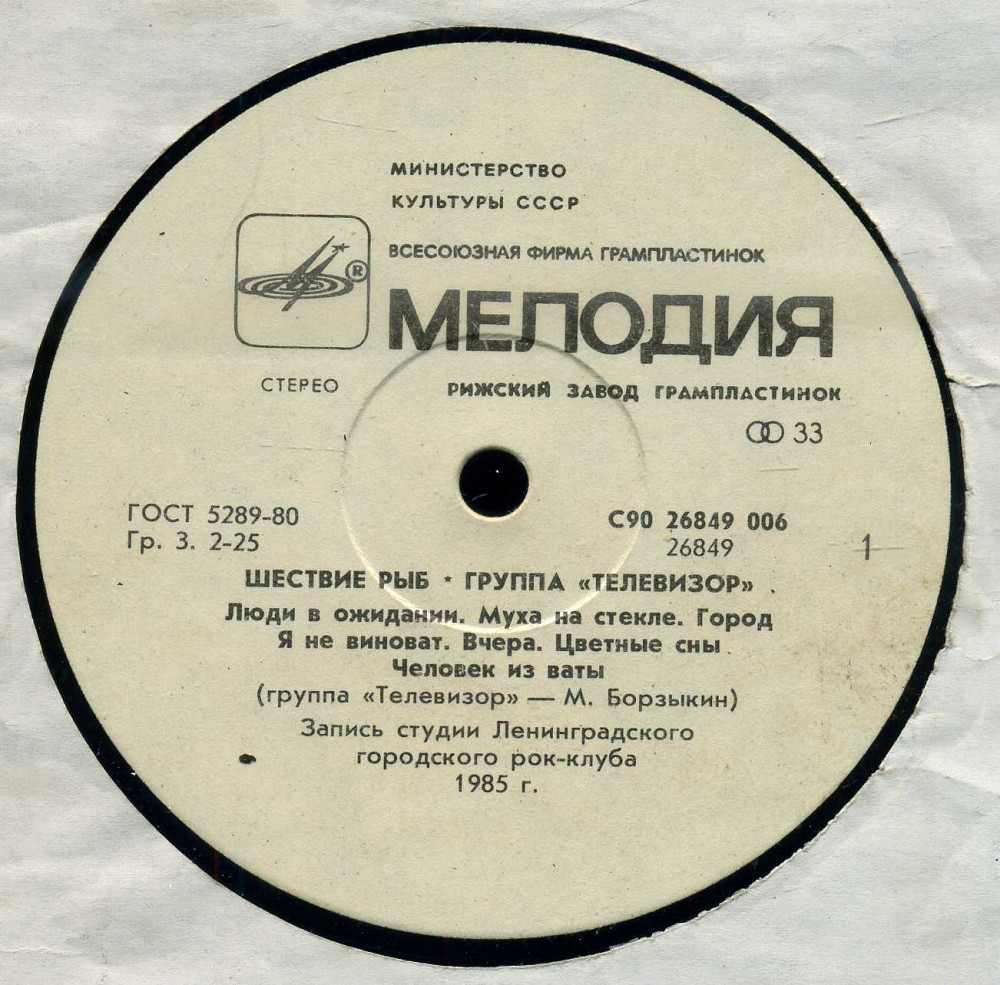 МИНИСТЕРСТВО
КУЛЬТУРЫ СССР
ВСЕСОЮЗНАЯ ФИРМА ГРАМПЛАСТИНОК
®
МЕЛОДИЯ
СТЕРЕО
РИЖСКИЙ ЗАВОД ГРАМПЛАСТИНОК
33
ГОСТ 5289-80
Гр. 3. 2-25
С90 26849 006
26849
1
ШЕСТВИЕ РЫБ * ГРУППА «ТЕЛЕВИЗОР»
Люди в ожидании. Муха на стекле. Город
Я не виноват. Вчера. Цветные сны
Человек из ваты
(группа «Телевизор» — М. Борзыкин)
Запись студии Ленинградского
городского рок-клуба
1985 г.